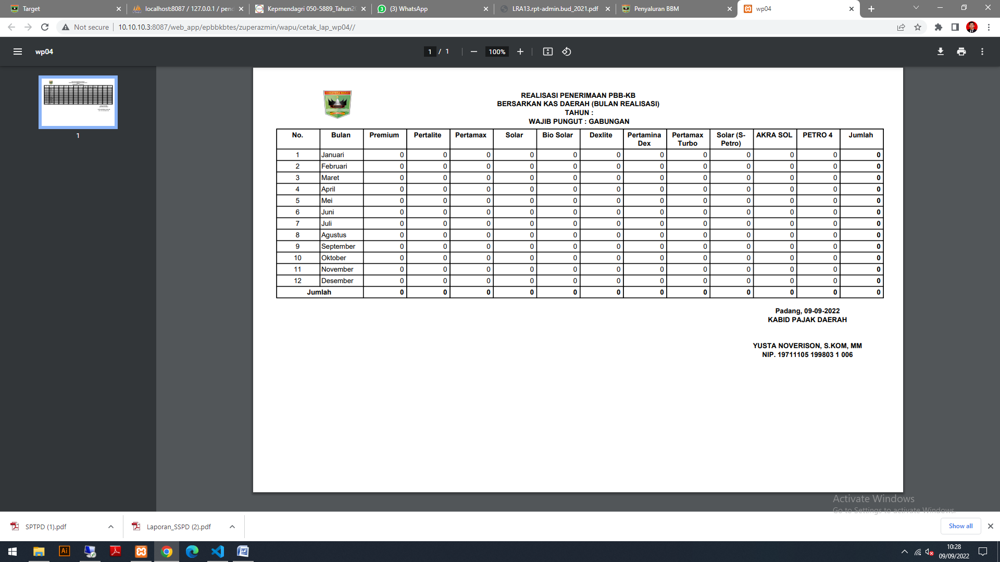 Target
localhost:8087 / 127.0.0.1 / pend
Kepmendagri 050-5889_Tahun20
(3) WhatsApp
LRA13.rpt-admin.bud_2021.pdf
Penyaluran BBM
wp04
Not secure
10.10.10.3:8087/web_app/epbbkbtes/zuperazmin/wapu/cetak_lap_wp04//
wp04
1 / 1
100%
1
SUMATERA BARAT
REALISASI PENERIMAAN PBB-KB
BERSARKAN KAS DAERAH (BULAN REALISASI)
TAHUN :
WAJIB PUNGUT : GABUNGAN
No. Bulan Premium Pertalite Pertamax Solar Bio Solar Dexlite Pertamina Dex Pertamax Turbo Solar (S-Petro) AKRA SOL PETRO 4 Jumlah
1 Januari 0 0 0 0 0 0 0 0 0 0 0 0
2 Februari 0 0 0 0 0 0 0 0 0 0 0 0
3 Maret 0 0 0 0 0 0 0 0 0 0 0 0
4 April 0 0 0 0 0 0 0 0 0 0 0 0
5 Mei 0 0 0 0 0 0 0 0 0 0 0 0
6 Juni 0 0 0 0 0 0 0 0 0 0 0 0
7 Juli 0 0 0 0 0 0 0 0 0 0 0 0
8 Agustus 0 0 0 0 0 0 0 0 0 0 0 0
9 September 0 0 0 0 0 0 0 0 0 0 0 0
10 Oktober 0 0 0 0 0 0 0 0 0 0 0 0
11 November 0 0 0 0 0 0 0 0 0 0 0 0
12 Desember 0 0 0 0 0 0 0 0 0 0 0 0
Jumlah 0 0 0 0 0 0 0 0 0 0 0 0
Padang, 09-09-2022
KABID PAJAK DAERAH
YUSTA NOVERISON, S.KOM, MM
NIP. 19711105 199803 1 006
Activate Windows
Go to Settings to activate Windows.
SPTPD (1).pdf
Laporan_SSPD (2).pdf
Show all
10:28
09/09/2022